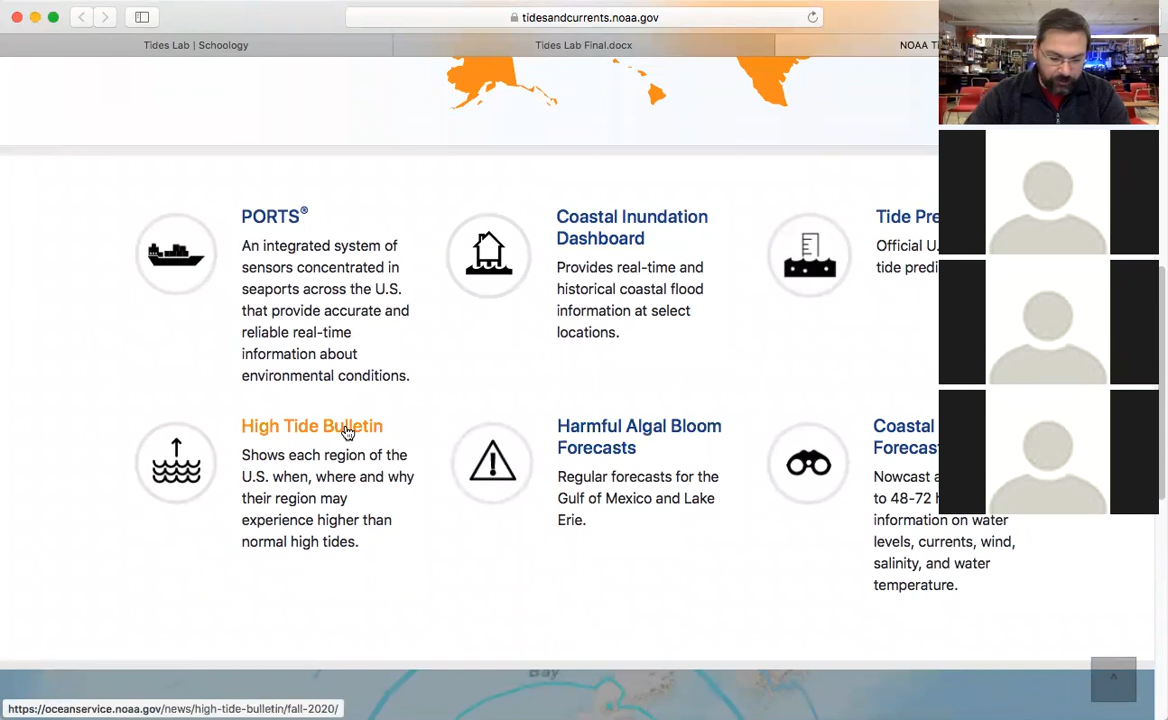 tidesandcurrents.noaa.gov
Tides Lab | Schoology
Tides Lab Final.docx
NOAA
PORTS®
An integrated system of
sensors concentrated in
seaports across the U.S.
that provide accurate and
reliable real-time
information about
environmental conditions.
Coastal Inundation
Dashboard
Provides real-time and
historical coastal flood
information at select
locations.
Tide
Official U.
tide
High Tide Bulletin
Shows each region of the
U.S. when, where and why
their region may
experience higher than
normal high tides.
Harmful Algal Bloom
Forecasts
Regular forecasts for the
Gulf of Mexico and Lake
Erie.
Coastal
Nowcast
to 48-72
information on water
levels, currents, wind,
salinity, and water
temperature.
Bay
https://oceanservice.noaa.gov/news/high-tide-bulletin/fall-2020/